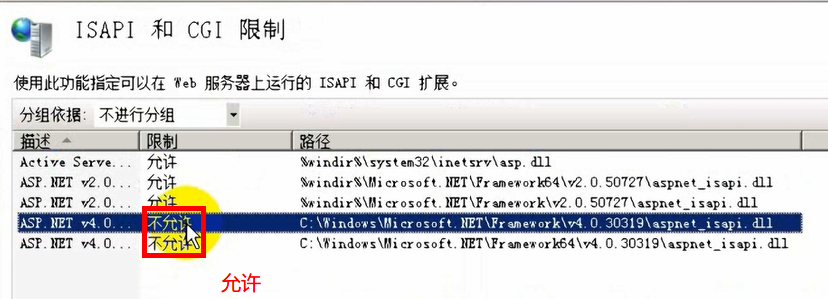 ISAPI 和 CGI 限制
使用此功能指定可以在 Web 服务器上运行的 ISAPI 和 CGI 扩展。
分组依据: 不进行分组
描述 限制 路径
Active Serve... 允许 %windir%\system32\inetsrv\asp.dll
ASP.NET v2.0... 允许 %windir%\Microsoft.NET\Framework64\v2.0.50727\aspnet_isapi.dll
ASP.NET v2.0... 允许 %windir%\Microsoft.NET\Framework\v2.0.50727\aspnet_isapi.dll
ASP.NET v4.0... 不允许 C:\Windows\Microsoft.NET\Framework\v4.0.30319\aspnet_isapi.dll
ASP.NET v4.0... 不允许 C:\Windows\Microsoft.NET\Framework64\v4.0.30319\aspnet_isapi.dll
允许